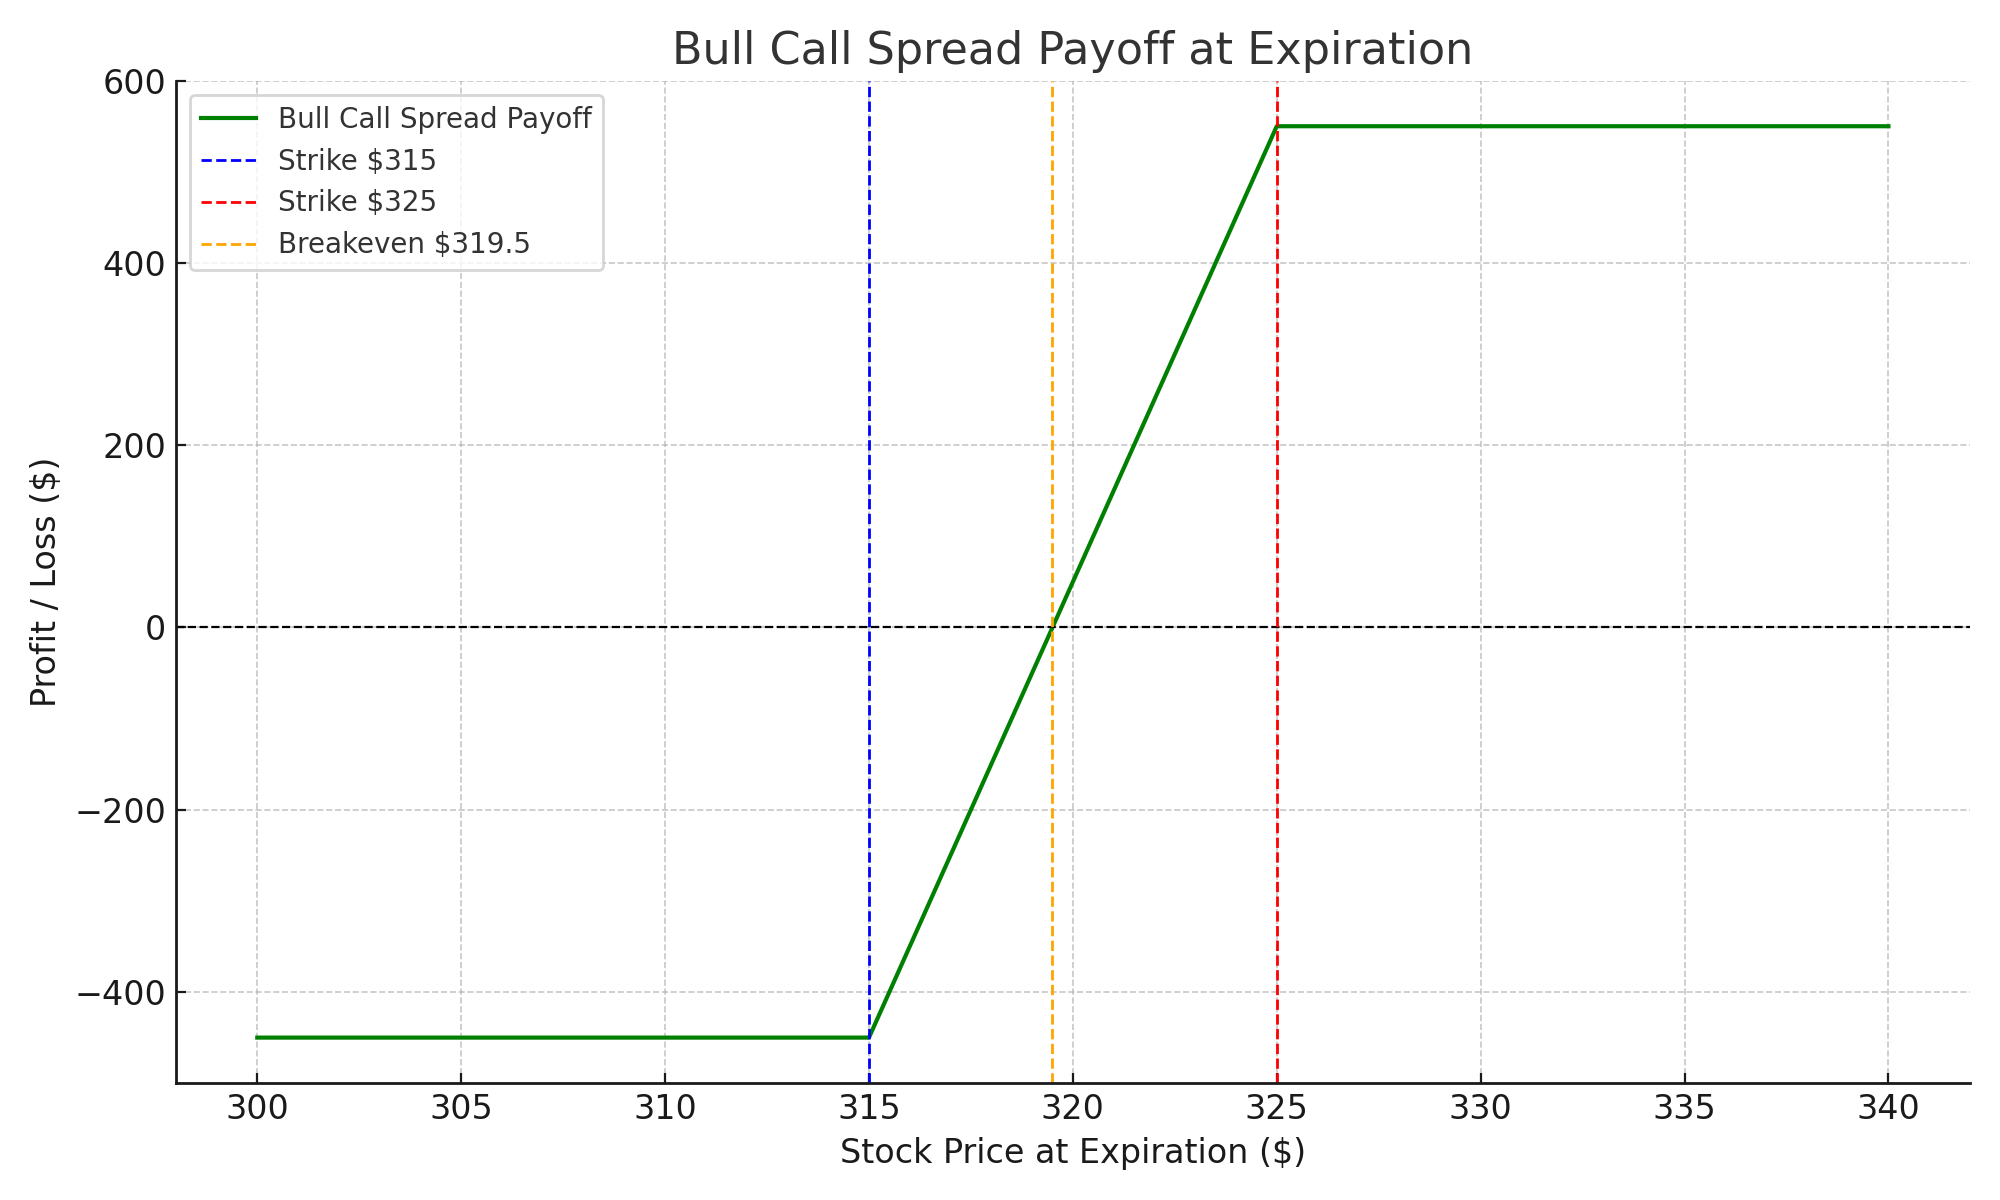 Bull Call Spread Payoff at Expiration
Bull Call Spread Payoff
Strike $315
Strike $325
Breakeven $319.5
Profit / Loss ($)
600
400
200
0
−200
−400
300 305 310 315 320 325 330 335 340
Stock Price at Expiration ($)